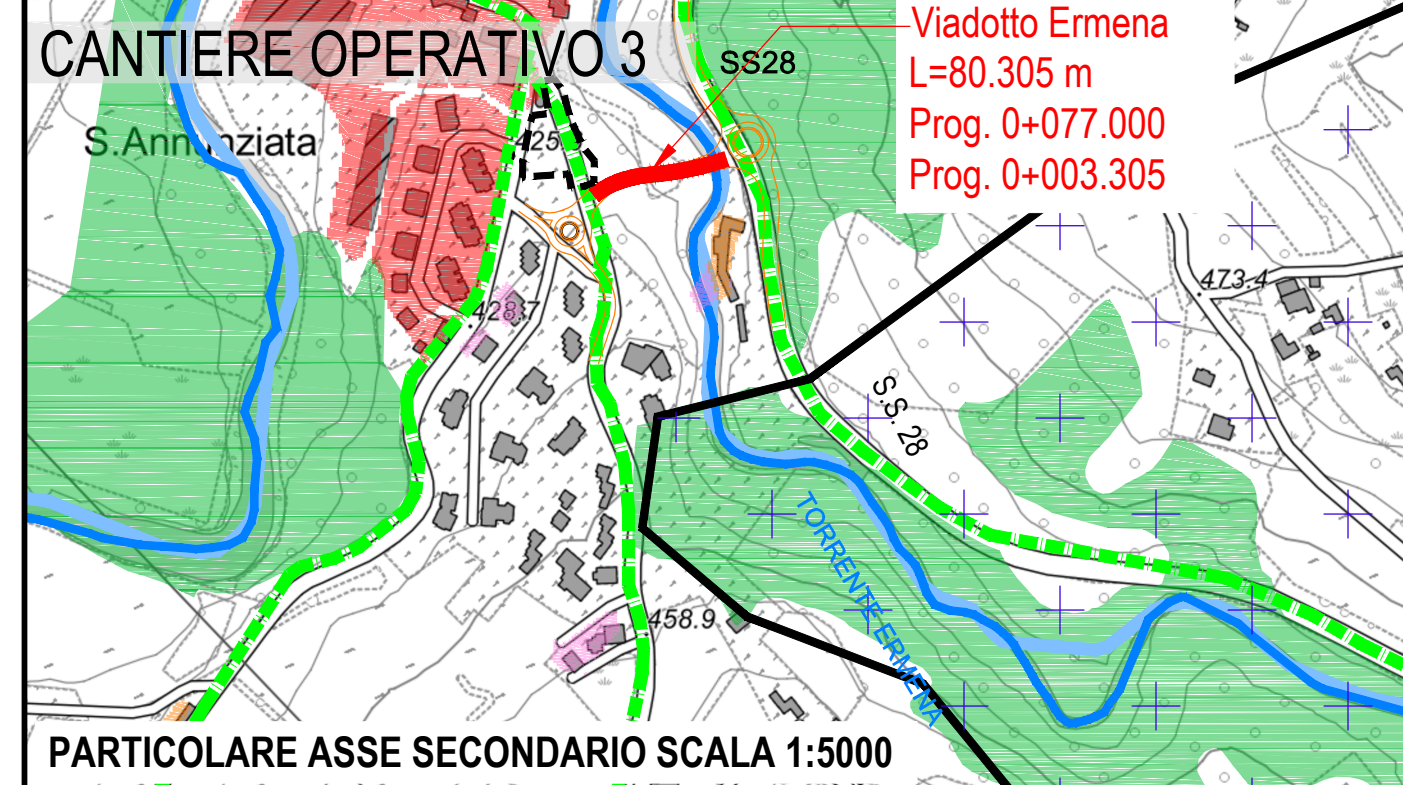 CANTIERE OPERATIVO 3
SS28
Viadotto Ermena
L=80.305 m
Prog. 0+077.000
Prog. 0+003.305
S.Annunziata
425
473.4
428.7
S.S. 28
TORRENTE ERMENA
458.9
PARTICOLARE ASSE SECONDARIO SCALA 1:5000